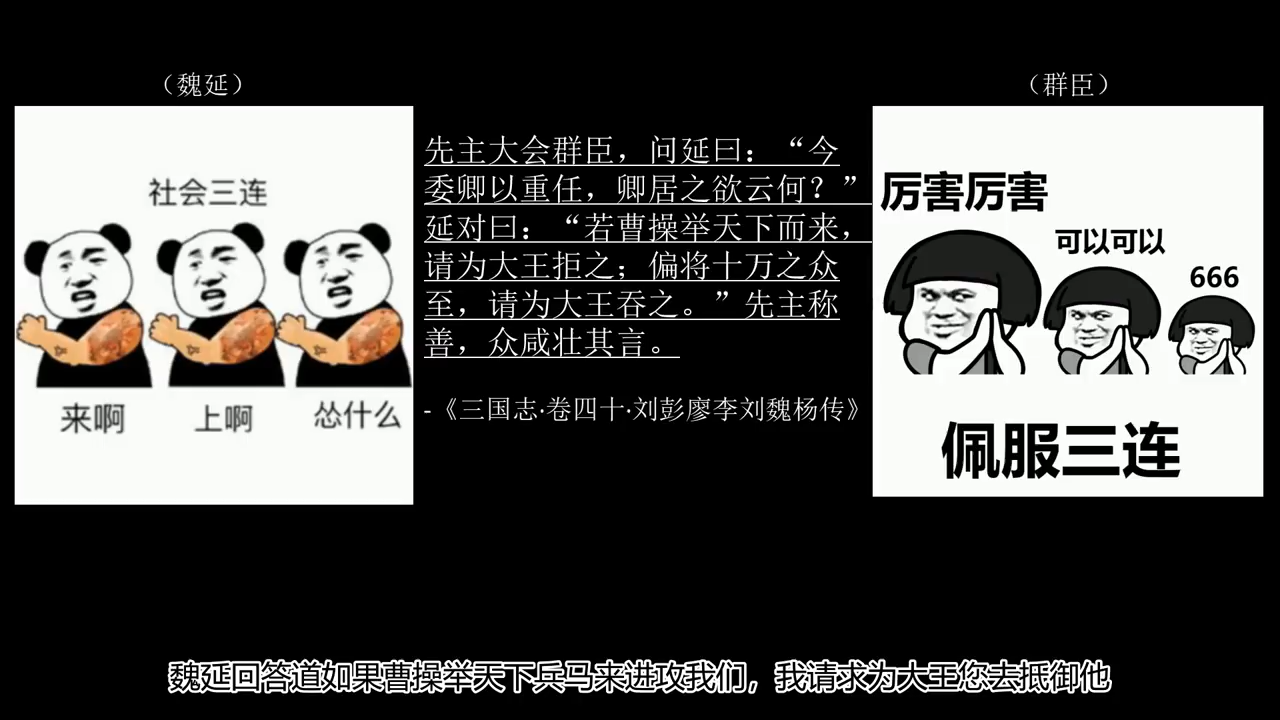 （魏延）
社会三连
来啊
上啊
怂什么
先主大会群臣，问延曰：“今
委卿以重任，卿居之欲云何？”
延对曰：“若曹操举天下而来，
请为大王拒之；偏将十万之众
至，请为大王吞之。”先主称
善，众咸壮其言。
-《三国志·卷四十·刘彭廖李刘魏杨传》
（群臣）
厉害厉害
可以可以
666
佩服三连
魏延回答道如果曹操举天下兵马来进攻我们，我请求为大王您去抵御他